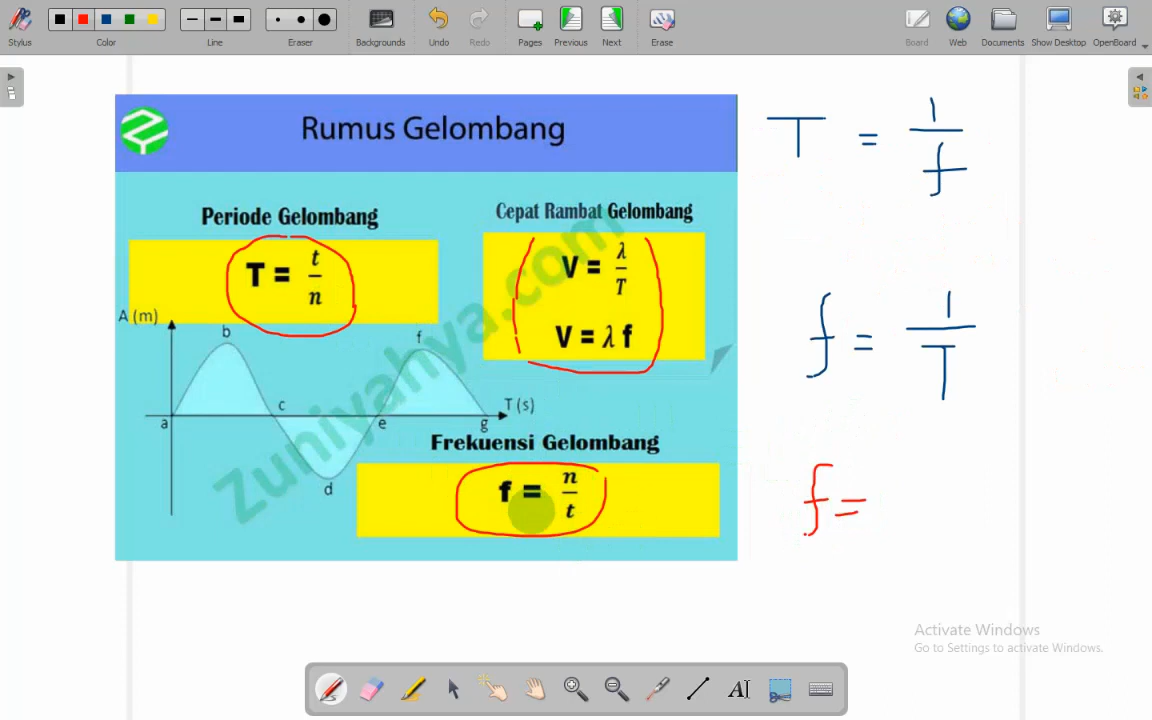 Stylus
Color
Line
Eraser
Backgrounds
Undo
Redo
Pages
Previous
Next
Erase
Board
Web
Documents
Show Desktop
OpenBoard
Rumus Gelombang
Periode Gelombang
T = t/n
Cepat Rambat Gelombang
V = λ/T
V = λ f
A (m)
b
f
a
c
e
g
T (s)
d
Frekuensi Gelombang
f = n/t
Zuniyahya.com
T = 1/f
f = 1/T
f =
Activate Windows
Go to Settings to activate Windows.
AI